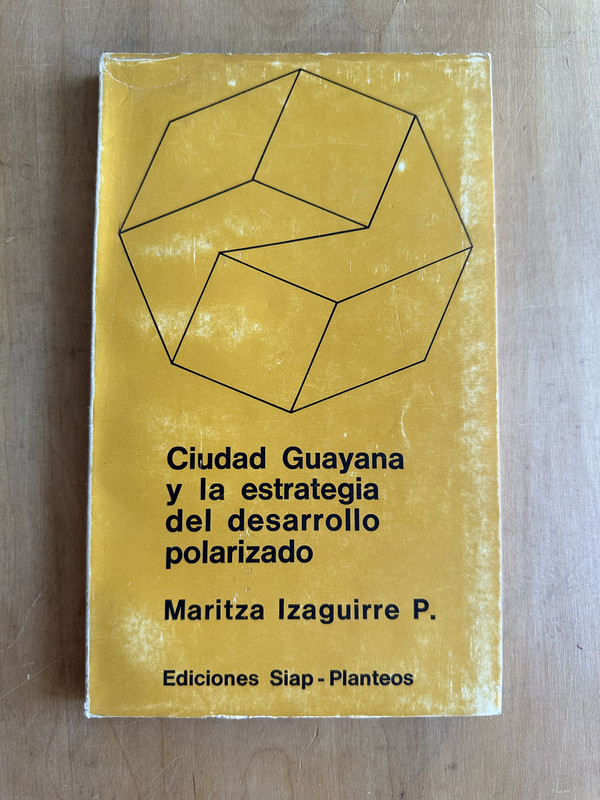 Ciudad Guayana
y la estrategia
del desarrollo
polarizado
Maritza Izaguirre P.
Ediciones Siap - Planteos